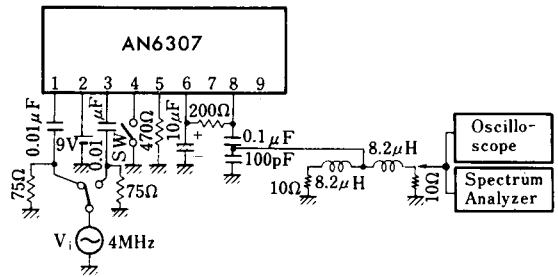 AN6307
1 2 3 4 5 6 7 8 9
0.01μF
9V
0.01 μF
SW
470Ω
10μF
+
−
200Ω
0.1μF
100pF
75Ω
75Ω
Vi
4MHz
10Ω
8.2μH
8.2μH
10Ω
Oscillo-
scope
Spectrum
Analyzer